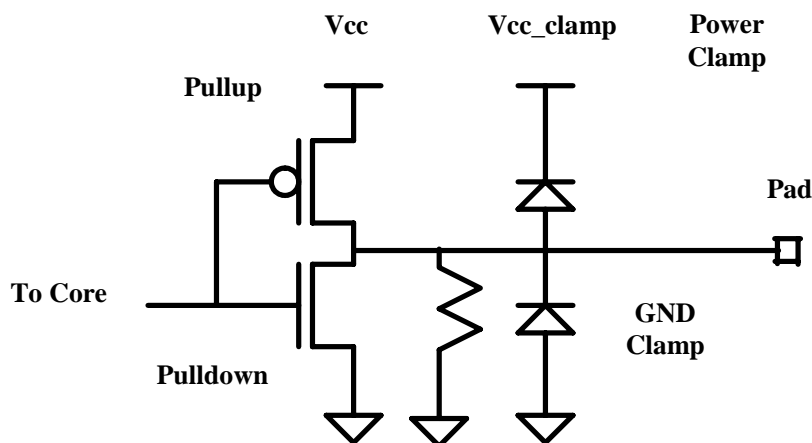 Vcc
Vcc_clamp
Power
Clamp
Pullup
Pad
To Core
GND
Clamp
Pulldown